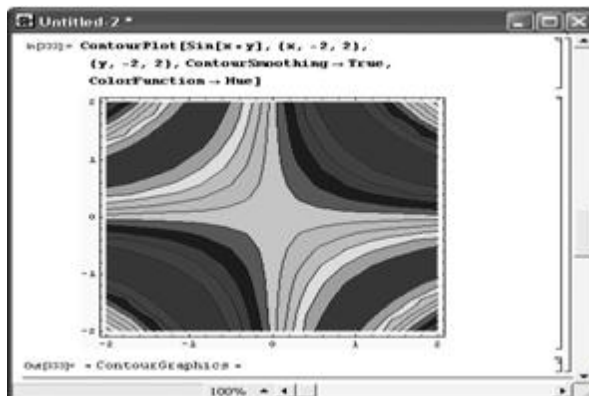 Untitled-2 *
In[333]:= ContourPlot[Sin[x*y], {x, -2, 2},
{y, -2, 2}, ContourSmoothing→True,
ColorFunction→Hue]
2
1
0
-1
-2
-2 -1 0 1 2
Out[333]= - ContourGraphics -
100%